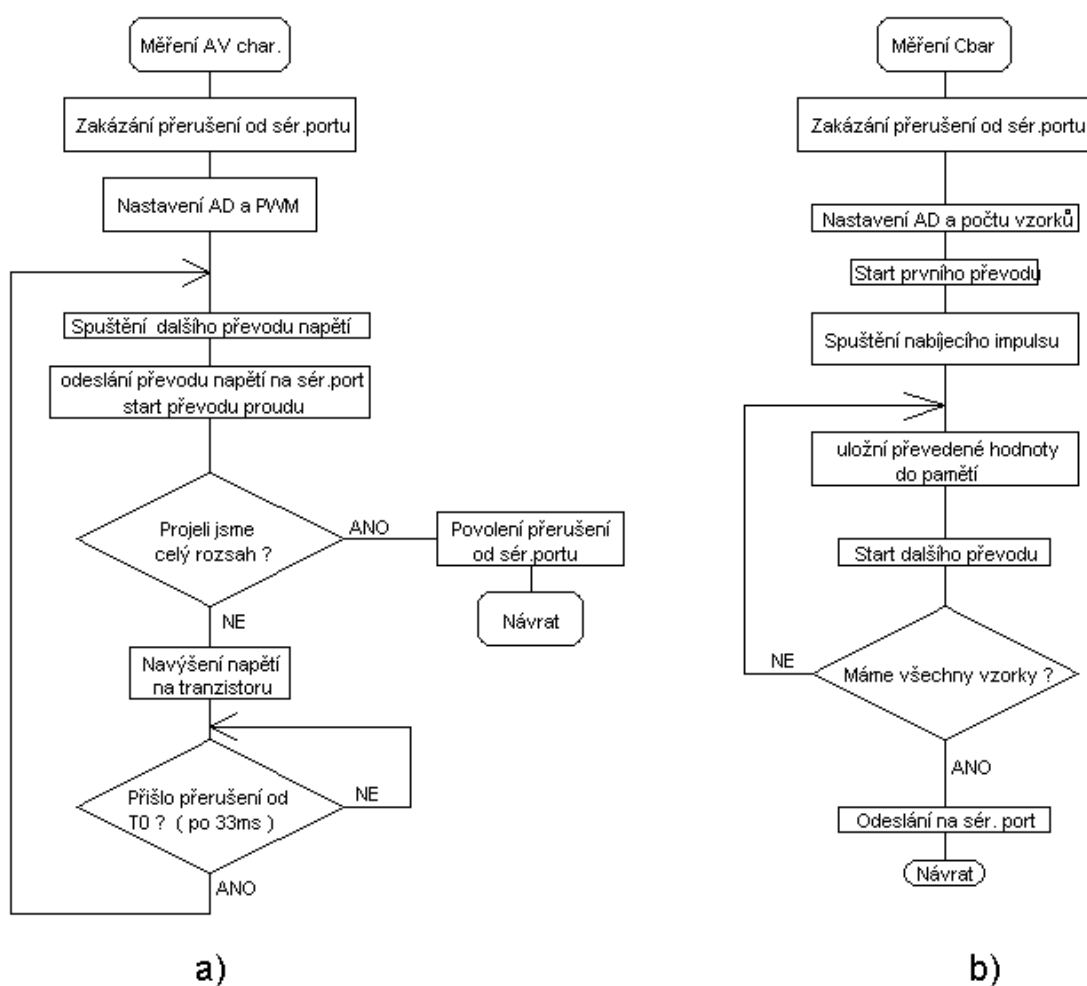 Měření AV char.
Zakázání přerušení od sér.portu
Nastavení AD a PWM
Spuštění dalšího převodu napětí
odeslání převodu napětí na sér.port
start převodu proudu
Projeli jsme
celý rozsah ?
ANO
Povolení přerušení
od sér.portu
Návrat
NE
Navýšení napětí
na tranzistoru
Přišlo přerušení od
T0 ? ( po 33ms )
NE
ANO
a)
Měření Cbar
Zakázání přerušení od sér.portu
Nastavení AD a počtu vzorků
Start prvního převodu
Spuštění nabíjecího impulsu
uložní převedené hodnoty
do pamětí
Start dalšího převodu
NE
Máme všechny vzorky ?
ANO
Odeslání na sér. port
Návrat
b)